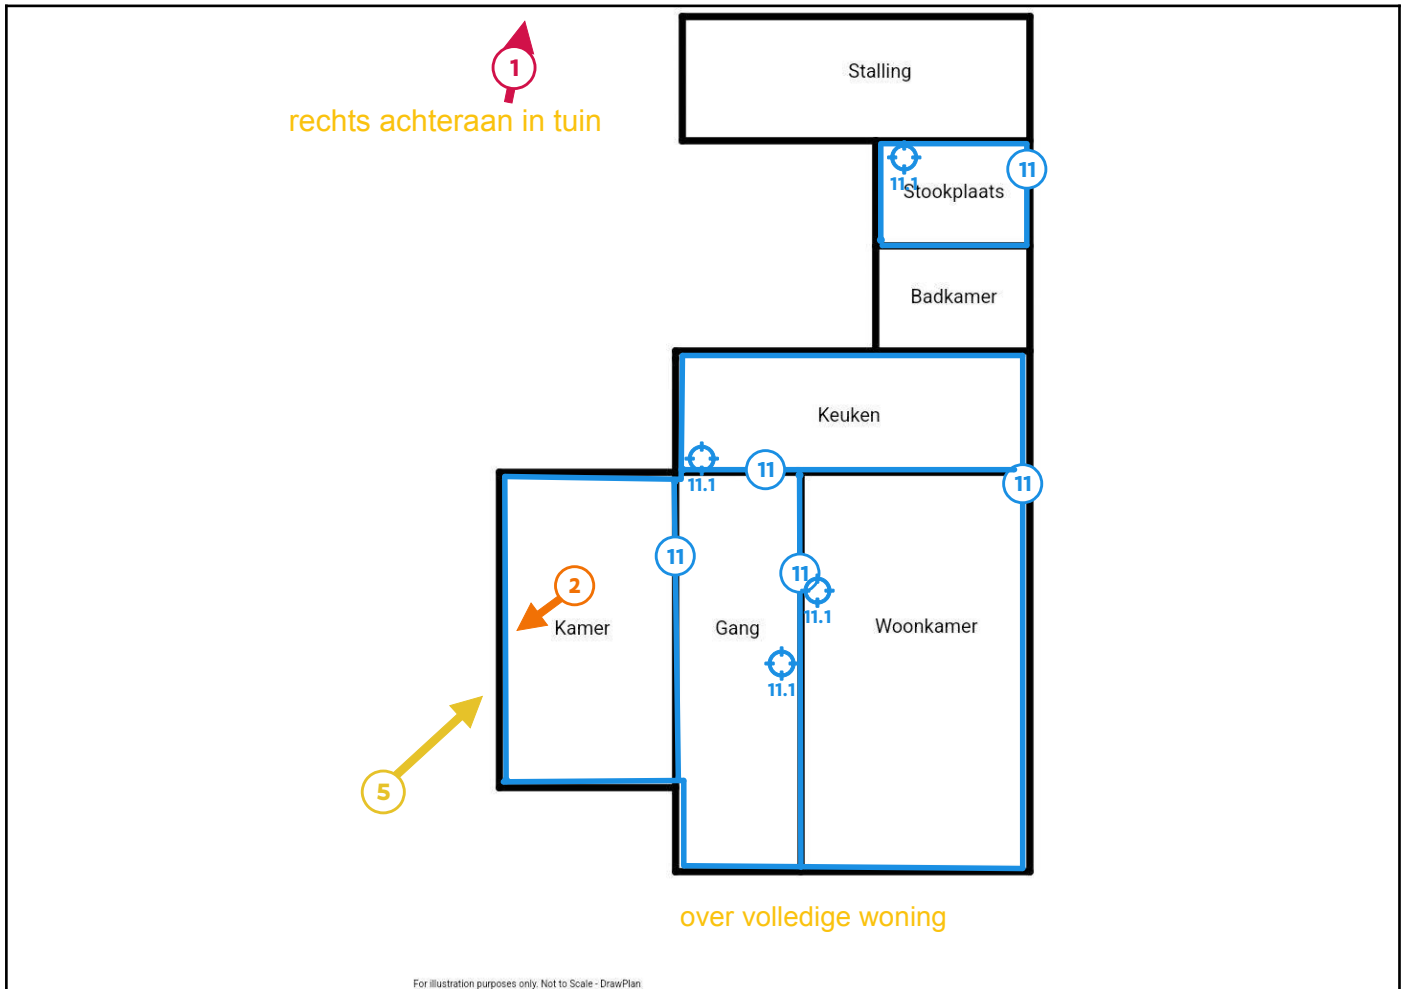 1
rechts achteraan in tuin
Stalling
11
11.1
Stookplaats
Badkamer
Keuken
11
11.1
11
11
11
11.1
2
Kamer
Gang
Woonkamer
11.1
5
over volledige woning
For illustration purposes only. Not to Scale - DrawPlan